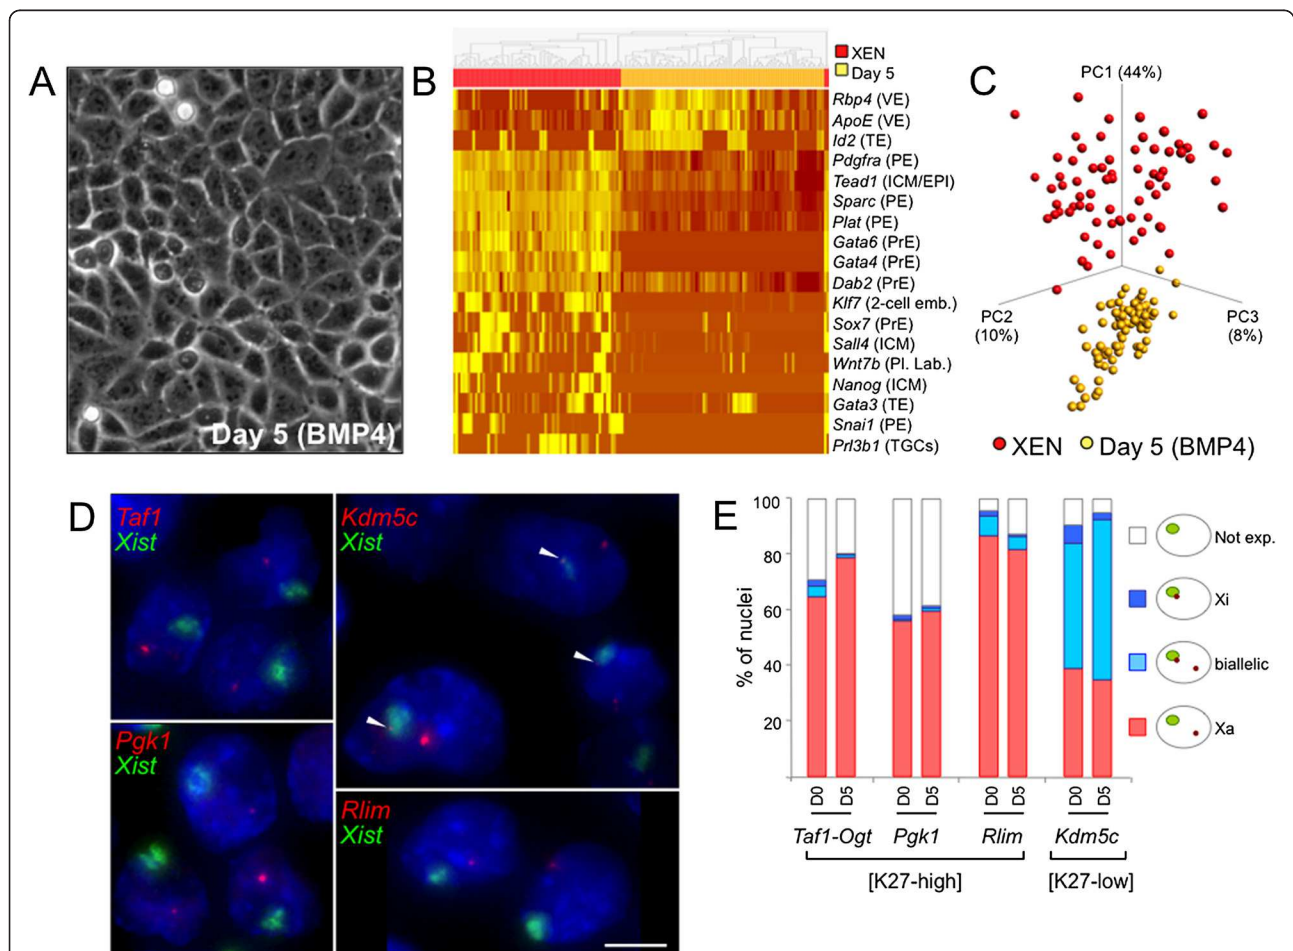 A
Day 5 (BMP4)
B
XEN
Day 5
Rbp4 (VE)
ApoE (VE)
Id2 (TE)
Pdgfra (PE)
Tead1 (ICM/EPI)
Sparc (PE)
Plat (PE)
Gata6 (PrE)
Gata4 (PrE)
Dab2 (PrE)
Klf7 (2-cell emb.)
Sox7 (PrE)
Sall4 (ICM)
Wnt7b (Pl. Lab.)
Nanog (ICM)
Gata3 (TE)
Snai1 (PE)
Prl3b1 (TGCs)
C
PC1 (44%)
PC2
(10%)
PC3
(8%)
XEN Day 5 (BMP4)
D
Taf1
Xist
Kdm5c
Xist
Pgk1
Xist
Rlim
Xist
E
% of nuclei
100
80
60
40
20
D0 D5 D0 D5 D0 D5 D0 D5
Taf1-Ogt Pgk1 Rlim Kdm5c
[K27-high] [K27-low]
Not exp.
Xi
biallelic
Xa